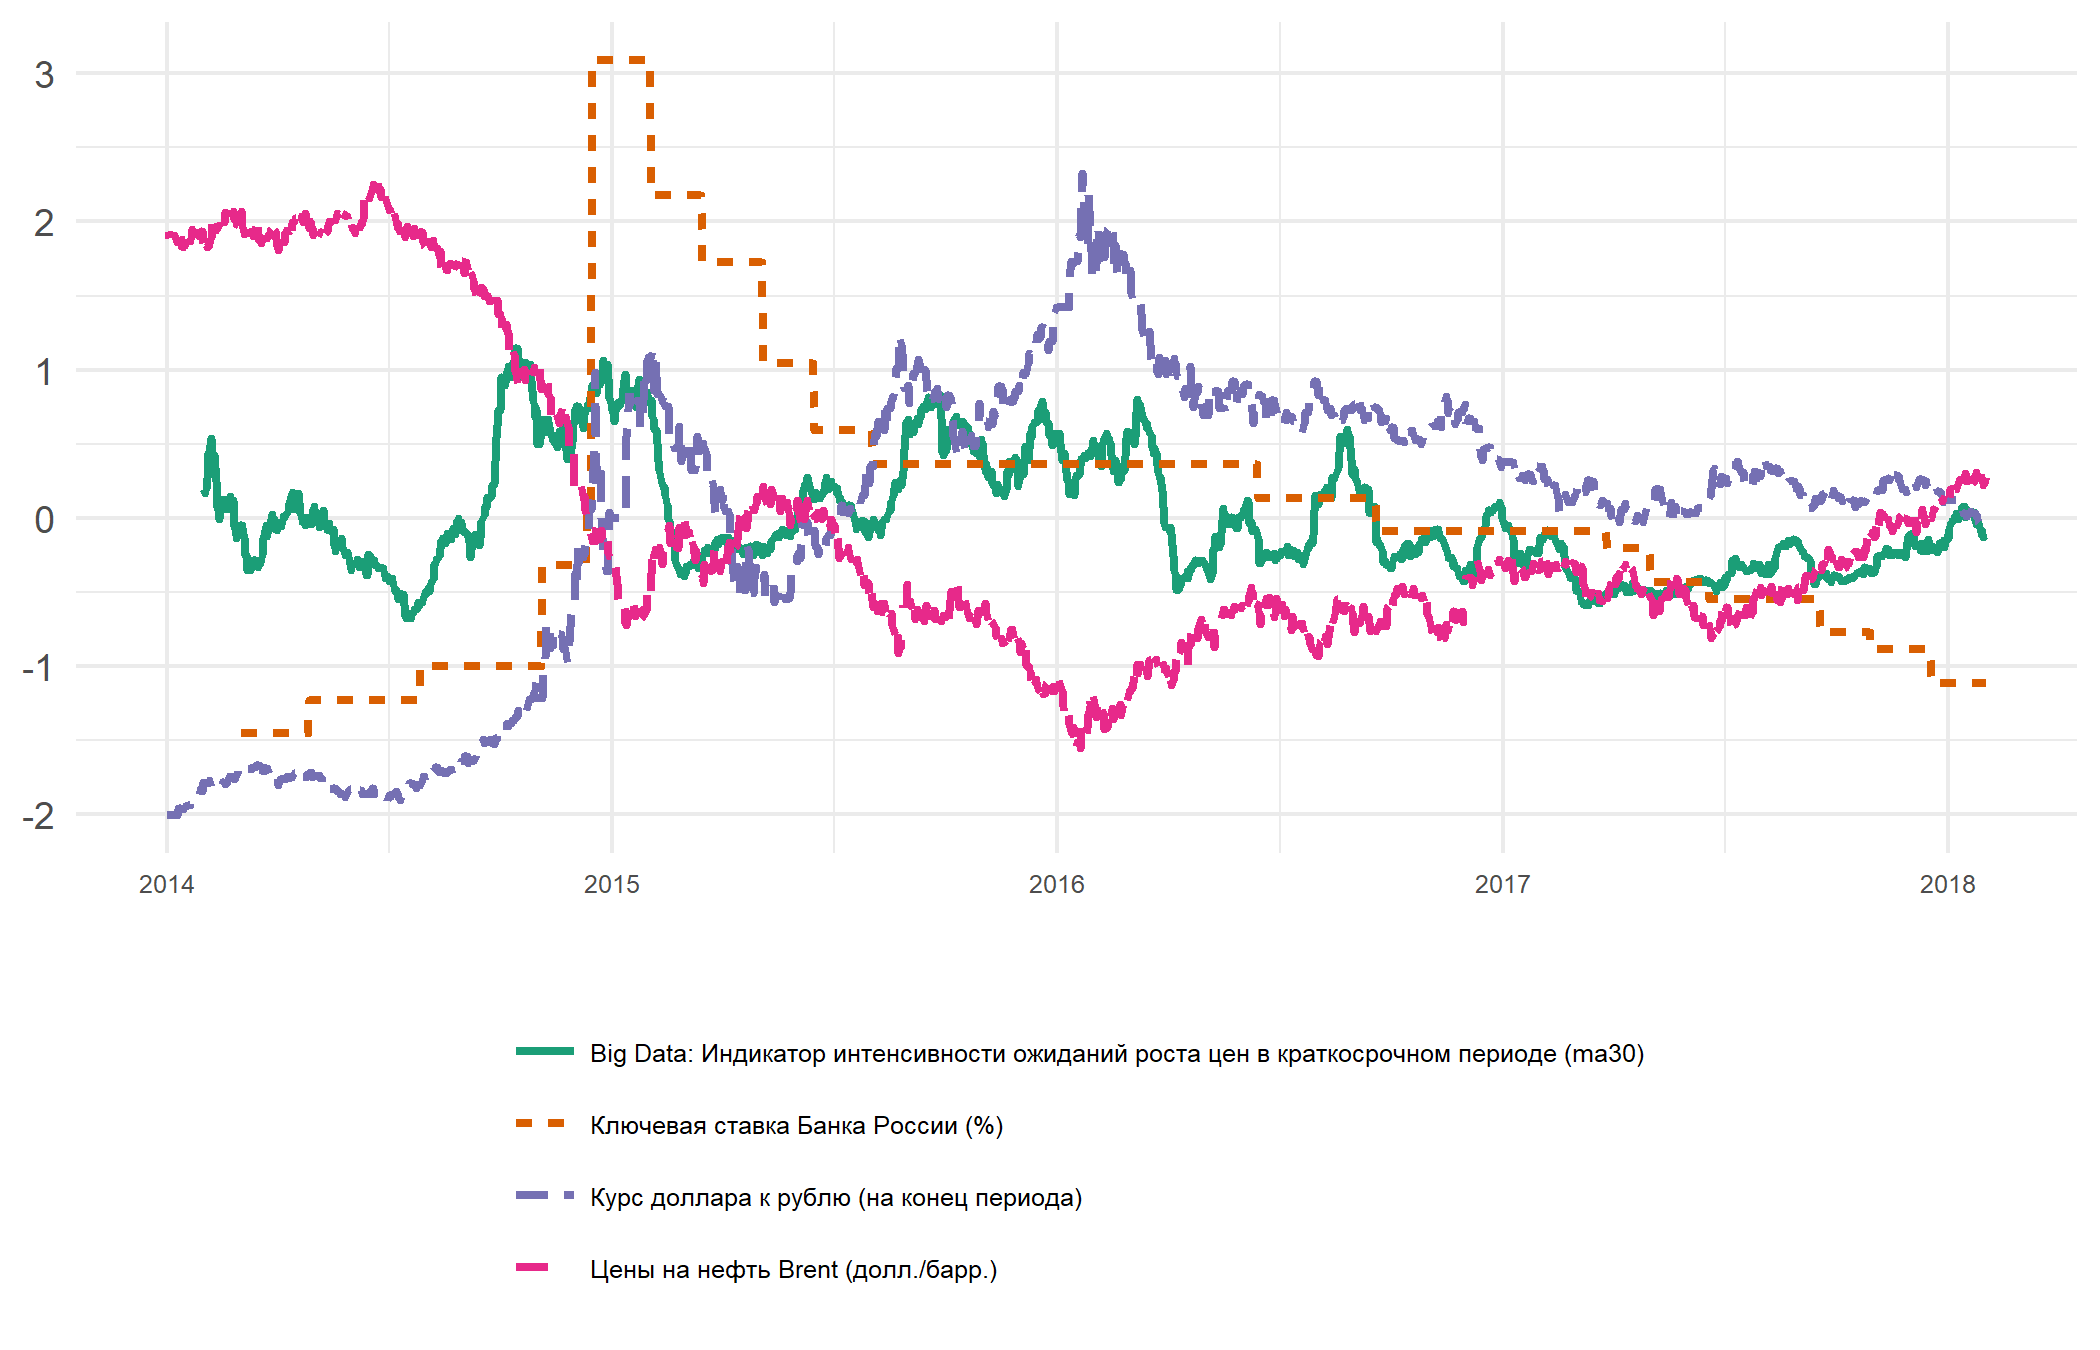 3
2
1
0
-1
-2
2014 2015 2016 2017 2018
Big Data: Индикатор интенсивности ожиданий роста цен в краткосрочном периоде (ma30)
Ключевая ставка Банка России (%)
Курс доллара к рублю (на конец периода)
Цены на нефть Brent (долл./барр.)